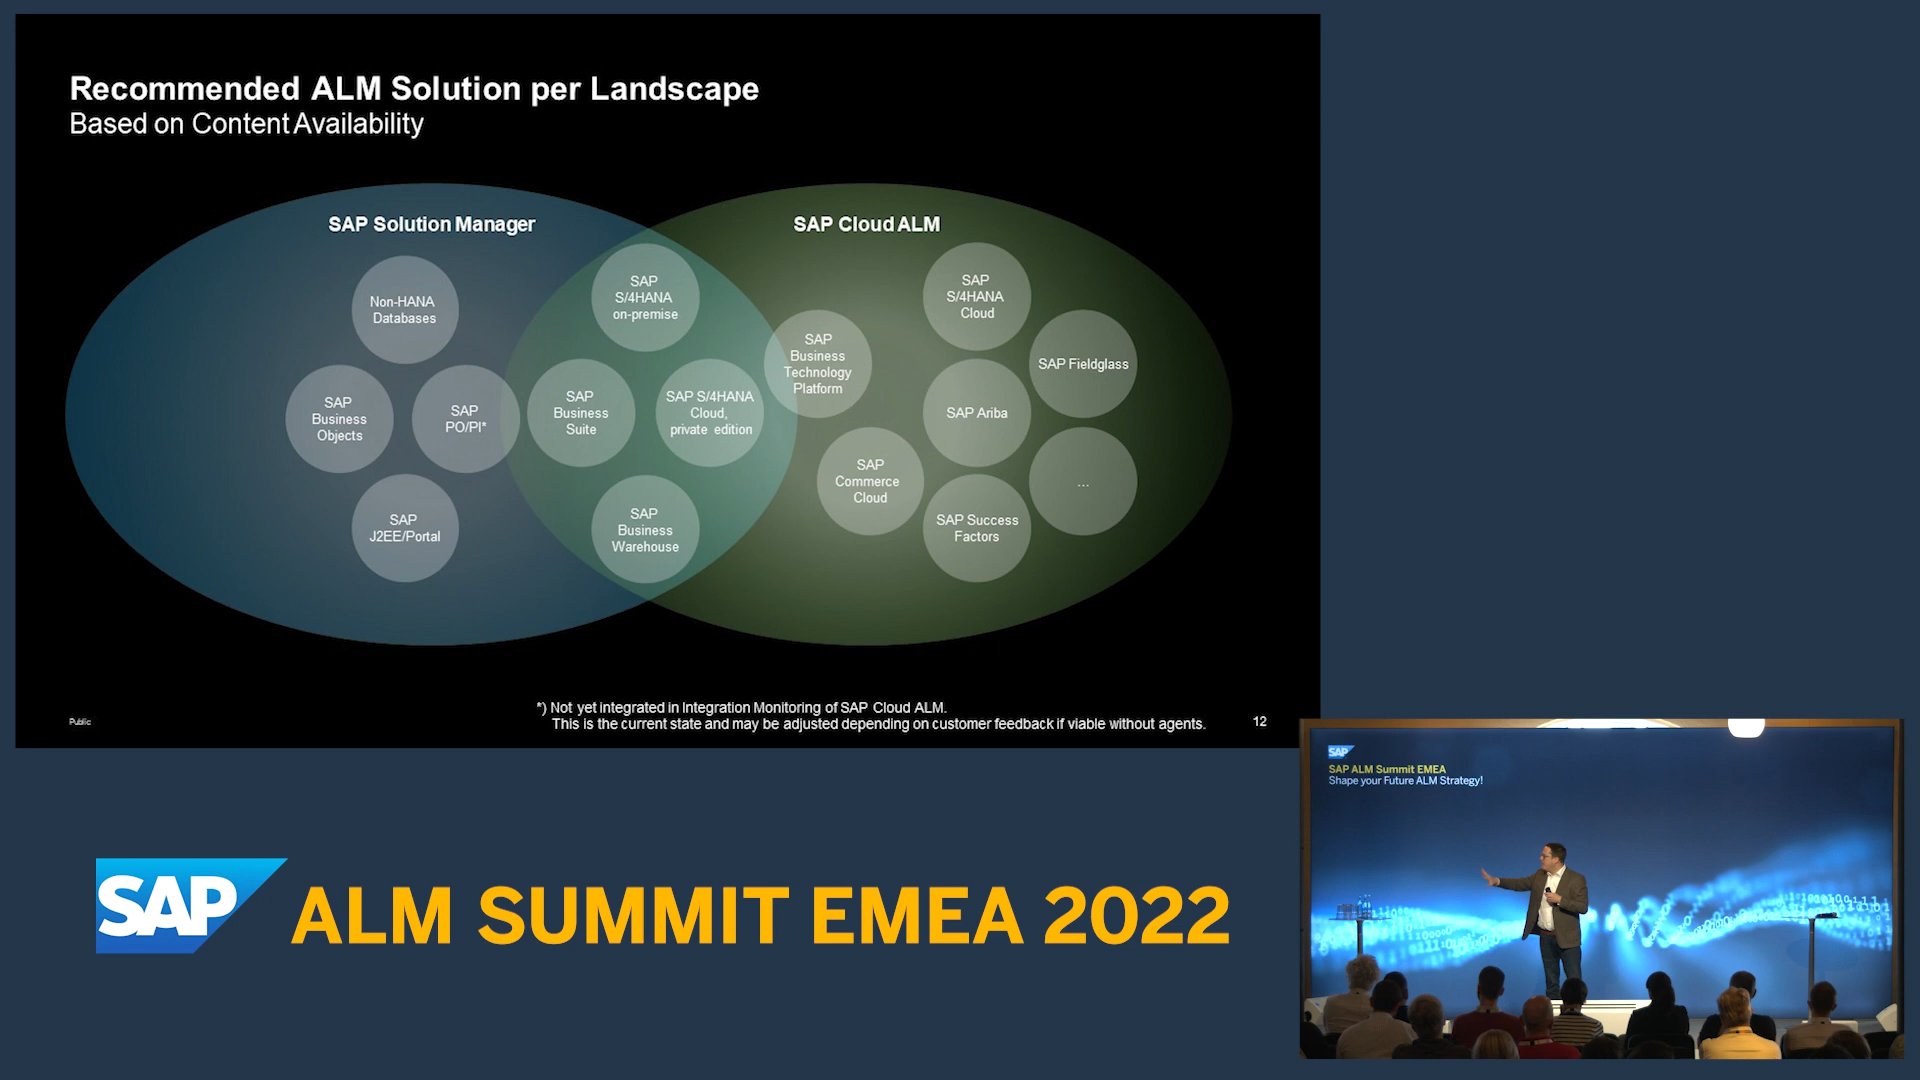 Recommended ALM Solution per Landscape
Based on Content Availability
SAP Solution Manager
SAP Cloud ALM
Non-HANA
Databases
SAP
Business
Objects
SAP
PO/PI*
SAP
J2EE/Portal
SAP
S/4HANA
on-premise
SAP
Business
Suite
SAP S/4HANA
Cloud,
private edition
SAP
Business
Warehouse
SAP
Business
Technology
Platform
SAP
Commerce
Cloud
SAP
S/4HANA
Cloud
SAP Ariba
SAP Success
Factors
SAP Fieldglass
...
*) Not yet integrated in Integration Monitoring of SAP Cloud ALM.
This is the current state and may be adjusted depending on customer feedback if viable without agents.
Public
12
SAP
SAP ALM Summit EMEA
Shape your Future ALM Strategy!
SAP ALM SUMMIT EMEA 2022